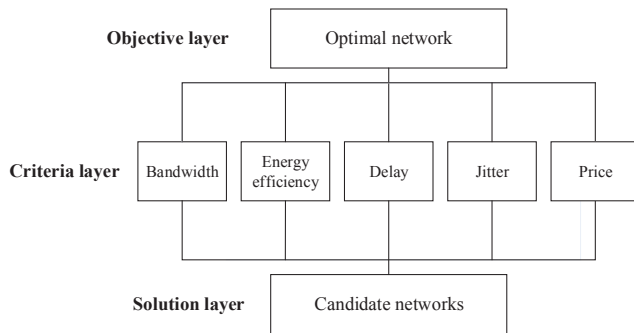 Objective layer
Optimal network
Criteria layer
Bandwidth
Energy
efficiency
Delay
Jitter
Price
Solution layer
Candidate networks